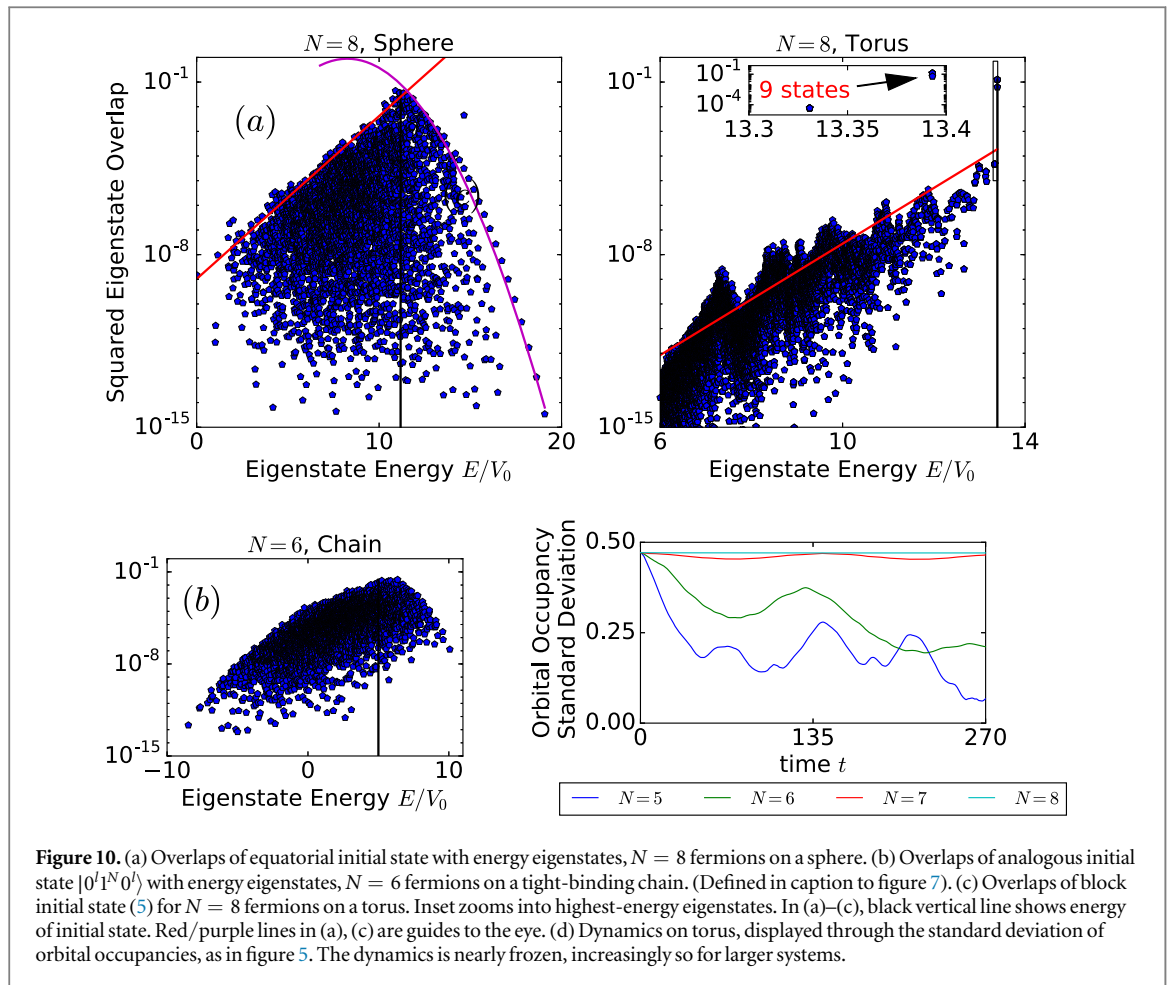 N = 8, Sphere
(a)
10^-1
10^-8
10^-15
Squared Eigenstate Overlap
0
10
20
Eigenstate Energy E/V_0
N = 8, Torus
10^-1
10^-4
9 states
13.3
13.35
13.4
10^-1
10^-8
10^-15
6
10
14
Eigenstate Energy E/V_0
N = 6, Chain
(b)
10^-1
10^-8
10^-15
-10
0
10
Eigenstate Energy E/V_0
Orbital Occupancy
Standard Deviation
0.50
0.25
0.00
0
135
270
time t
N = 5
N = 6
N = 7
N = 8
Figure 10. (a) Overlaps of equatorial initial state with energy eigenstates, N = 8 fermions on a sphere. (b) Overlaps of analogous initial
state |0^l1^N0^l⟩ with energy eigenstates, N = 6 fermions on a tight-binding chain. (Defined in caption to figure 7). (c) Overlaps of block
initial state (5) for N = 8 fermions on a torus. Inset zooms into highest-energy eigenstates. In (a)–(c), black vertical line shows energy
of initial state. Red/purple lines in (a), (c) are guides to the eye. (d) Dynamics on torus, displayed through the standard deviation of
orbital occupancies, as in figure 5. The dynamics is nearly frozen, increasingly so for larger systems.